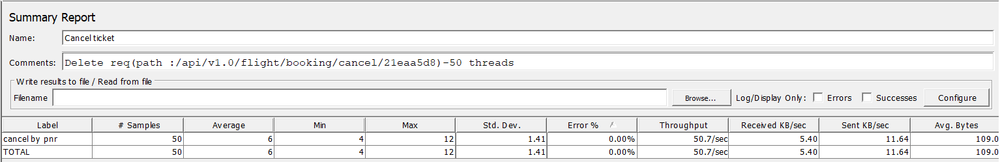 Summary Report
Name: Cancel ticket
Comments: Delete req(path :/api/v1.0/flight/booking/cancel/21eaa5d8)-50 threads
Write results to file / Read from file
Filename Browse... Log/Display Only: Errors Successes Configure
Label # Samples Average Min Max Std. Dev. Error % Throughput Received KB/sec Sent KB/sec Avg. Bytes
cancel by pnr 50 6 4 12 1.41 0.00% 50.7/sec 5.40 11.64 109.0
TOTAL 50 6 4 12 1.41 0.00% 50.7/sec 5.40 11.64 109.0